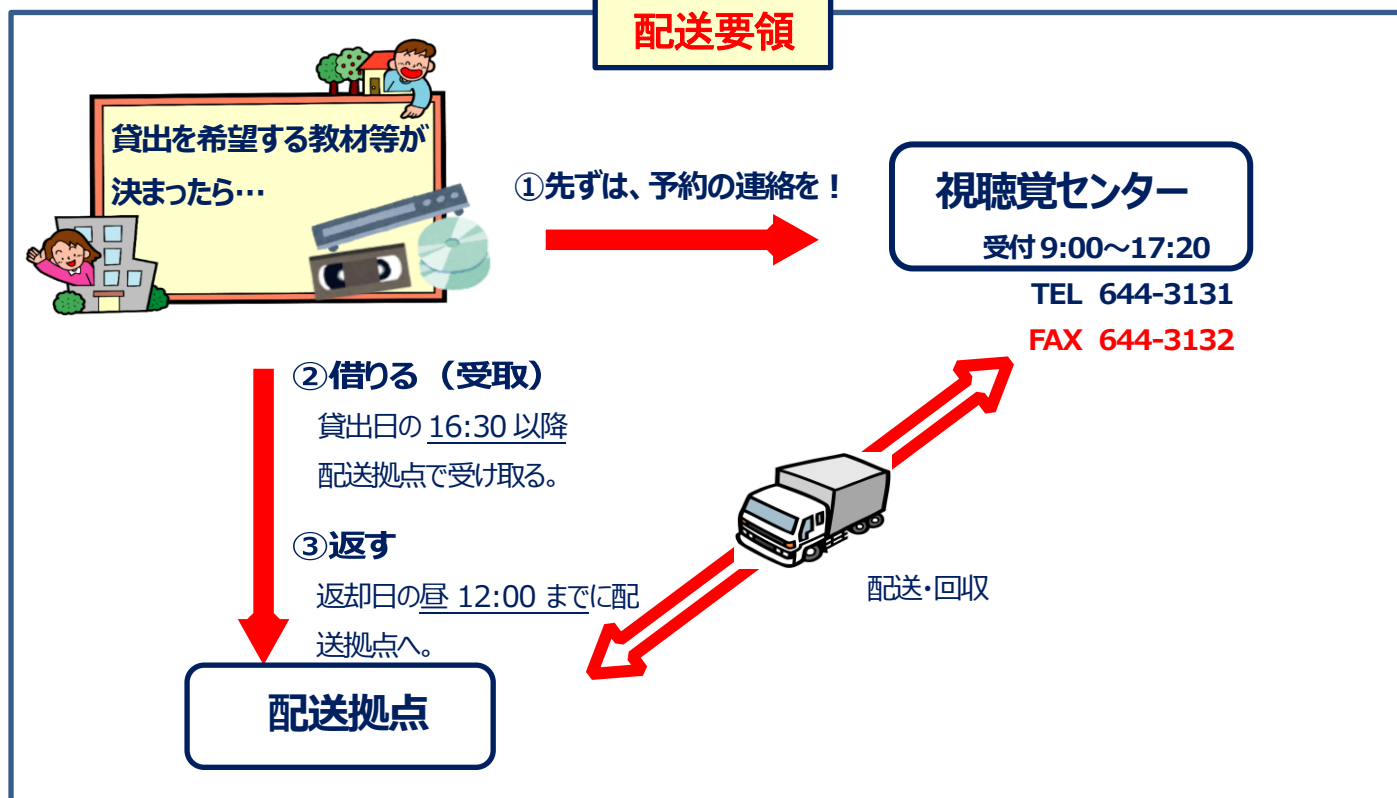 配送要領
貸出を希望する教材等が
決まったら…
①先ずは、予約の連絡を！
視聴覚センター
受付 9:00～17:20
TEL 644-3131
FAX 644-3132
②借りる（受取）
貸出日の 16:30 以降
配送拠点で受け取る。
③返す
返却日の昼 12:00 までに配
送拠点へ。
配送・回収
配送拠点